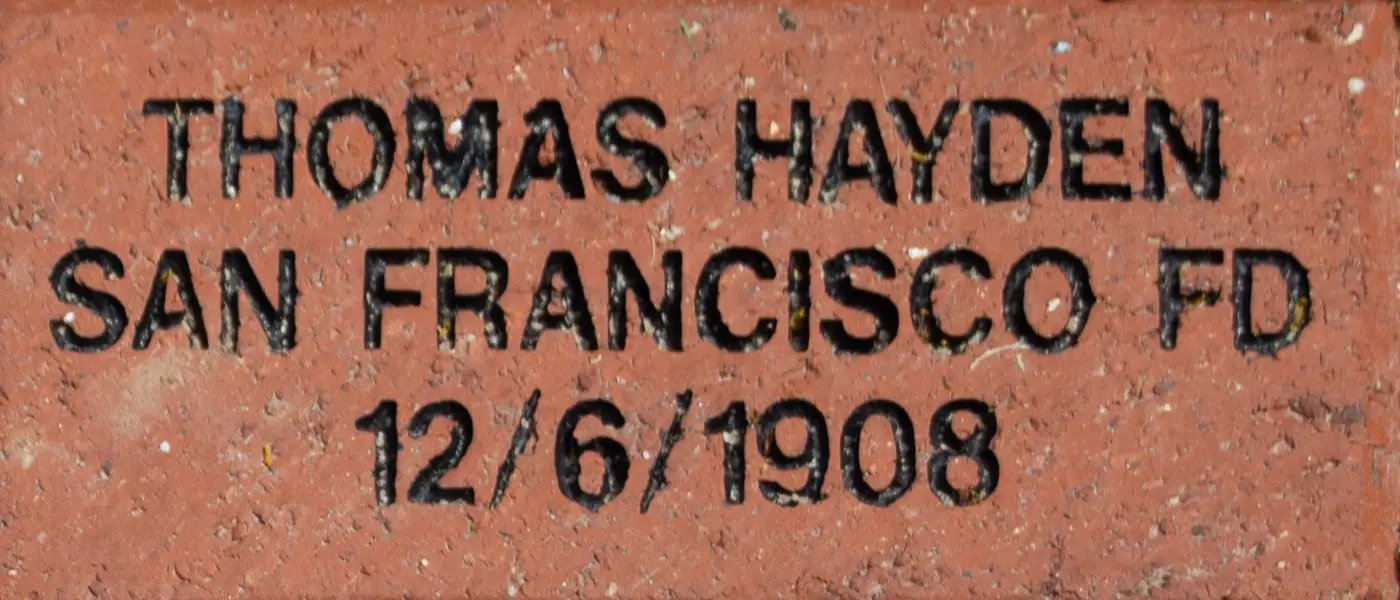 THOMAS HAYDEN
SAN FRANCISCO FD
12/6/1908